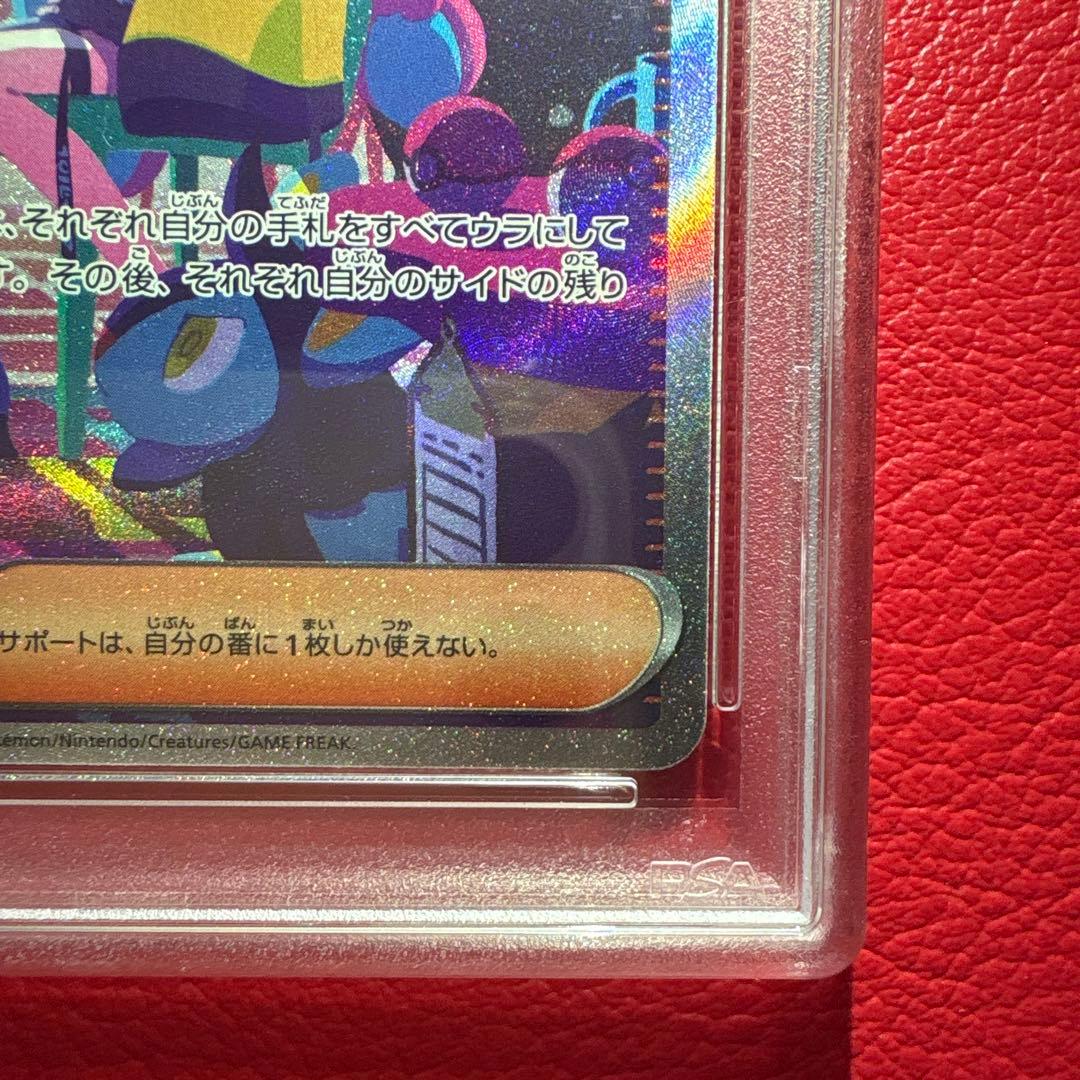 、それぞれ自分の手札をすべてウラにして
す。その後、それぞれ自分のサイドの残り
サポートは、自分の番に1枚しか使えない。
émon/Nintendo/Creatures/GAME FREAK.
PSA